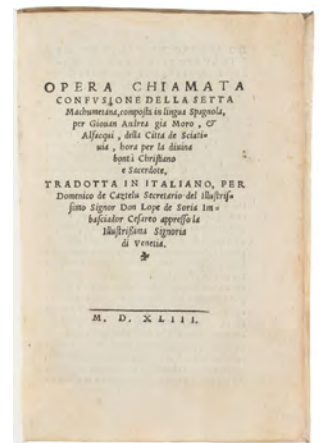 OPERA CHIAMATA
CONFVSIONE DELLA SETTA
Machumetana, composta in lingua Spagnola,
per Giouan Andrea gia Moro, &
Alfacqui, della Citta de Sciati-
uia, hora per la diuina
bontà Christiano
e Sacerdote,
TRADOTTA IN ITALIANO, PER
Domenico de Gaztelu Secretario del Illustris-
simo Signor Don Lope de Soria Im-
basciador Cesareo appresso la
Illustrissima Signoria
di Venetia.
M. D. XLIII.